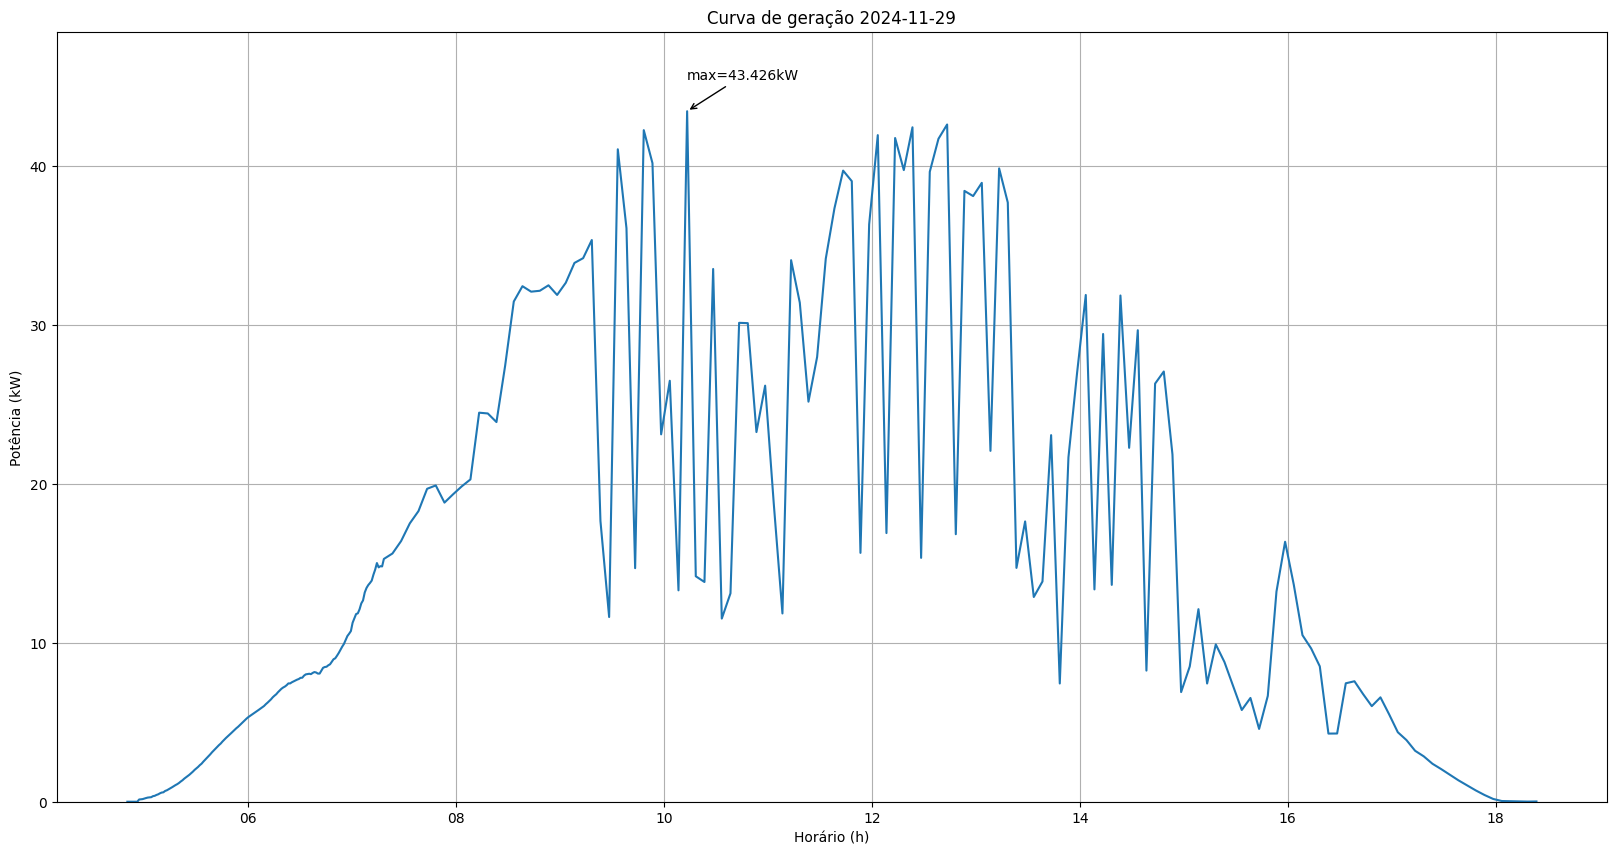 Curva de geração 2024-11-29
max=43.426kW
40
30
20
10
0
Potência (kW)
06 08 10 12 14 16 18
Horário (h)